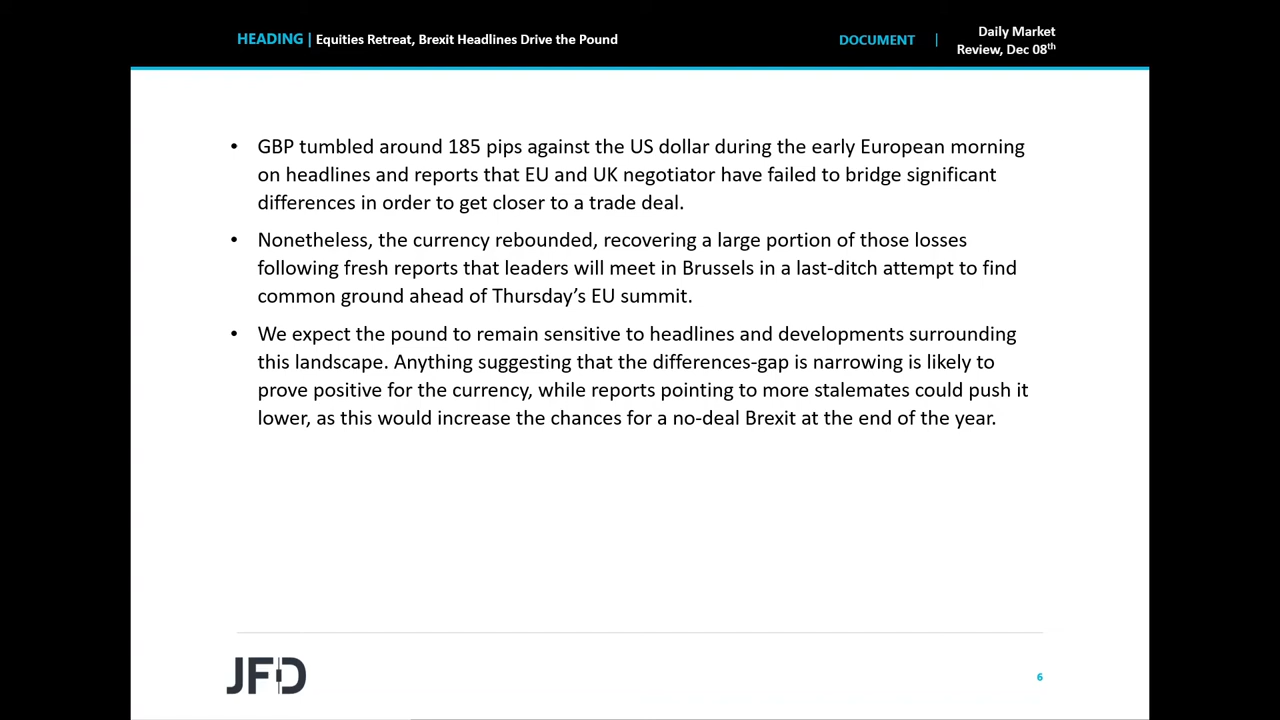 HEADING | Equities Retreat, Brexit Headlines Drive the Pound
DOCUMENT | Daily Market
Review, Dec 08th
• GBP tumbled around 185 pips against the US dollar during the early European morning
on headlines and reports that EU and UK negotiator have failed to bridge significant
differences in order to get closer to a trade deal.
• Nonetheless, the currency rebounded, recovering a large portion of those losses
following fresh reports that leaders will meet in Brussels in a last-ditch attempt to find
common ground ahead of Thursday’s EU summit.
• We expect the pound to remain sensitive to headlines and developments surrounding
this landscape. Anything suggesting that the differences-gap is narrowing is likely to
prove positive for the currency, while reports pointing to more stalemates could push it
lower, as this would increase the chances for a no-deal Brexit at the end of the year.
JFD
6